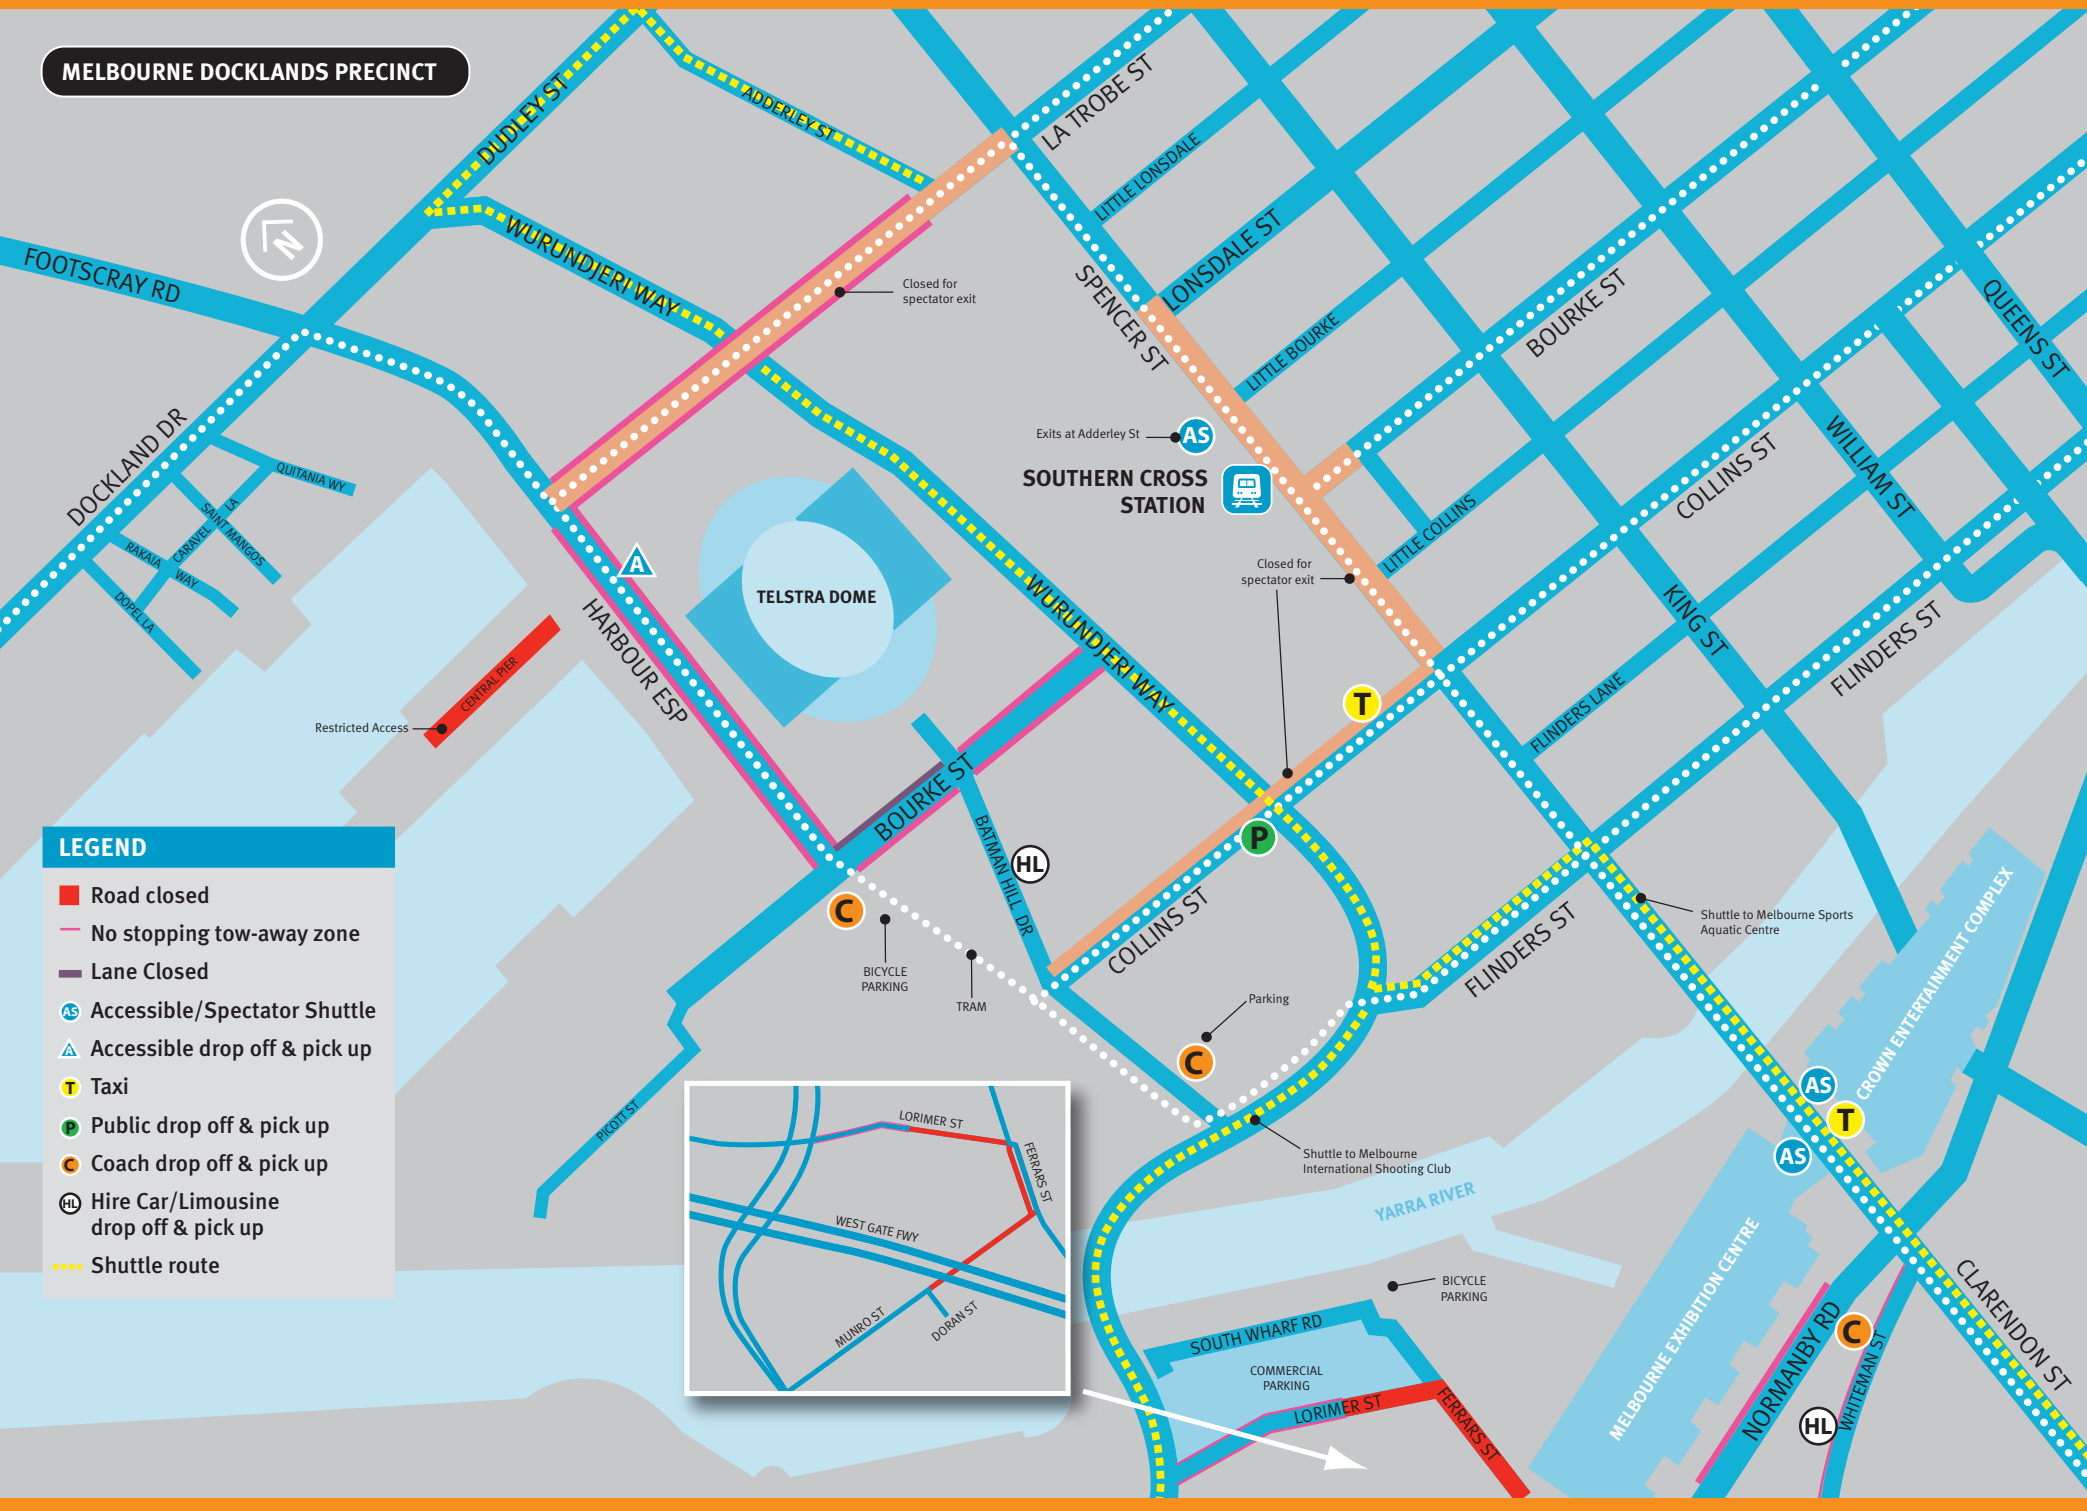 MELBOURNE DOCKLANDS PRECINCT
DUDLEY ST
ADDERLEY ST
LA TROBE ST
LITTLE LONSDALE
LONSDALE ST
SPENCER ST
LITTLE BOURKE
BOURKE ST
QUEENS ST
FOOTSCRAY RD
N
WURUNDJERI WAY
Closed for
spectator exit
DOCKLAND DR
QUITANIA WY
SAINT MANGOS
LA
CARAVEL
RAKAIA
WAY
DOPEL LA
Exits at Adderley St
AS
SOUTHERN CROSS
STATION
LITTLE COLLINS
COLLINS ST
WILLIAM ST
KING ST
FLINDERS ST
FLINDERS LANE
Closed for
spectator exit
A
TELSTRA DOME
HARBOUR ESP
WURUNDJERI WAY
CENTRAL PIER
Restricted Access
T
P
BOURKE ST
BATMAN HILL DR
HL
COLLINS ST
C
BICYCLE
PARKING
TRAM
FLINDERS ST
Parking
C
Shuttle to Melbourne Sports
Aquatic Centre
CROWN ENTERTAINMENT COMPLEX
AS
T
AS
PICOTT ST
Shuttle to Melbourne
International Shooting Club
YARRA RIVER
LEGEND
Road closed
No stopping tow-away zone
Lane Closed
AS Accessible/Spectator Shuttle
A Accessible drop off & pick up
T Taxi
P Public drop off & pick up
C Coach drop off & pick up
HL Hire Car/Limousine
drop off & pick up
Shuttle route
LORIMER ST
FERRARS ST
WEST GATE FWY
MUNRO ST
DORAN ST
BICYCLE
PARKING
SOUTH WHARF RD
COMMERCIAL
PARKING
LORIMER ST
FERRARS ST
MELBOURNE EXHIBITION CENTRE
NORMANBY RD
C
HL
WHITEMAN ST
CLARENDON ST